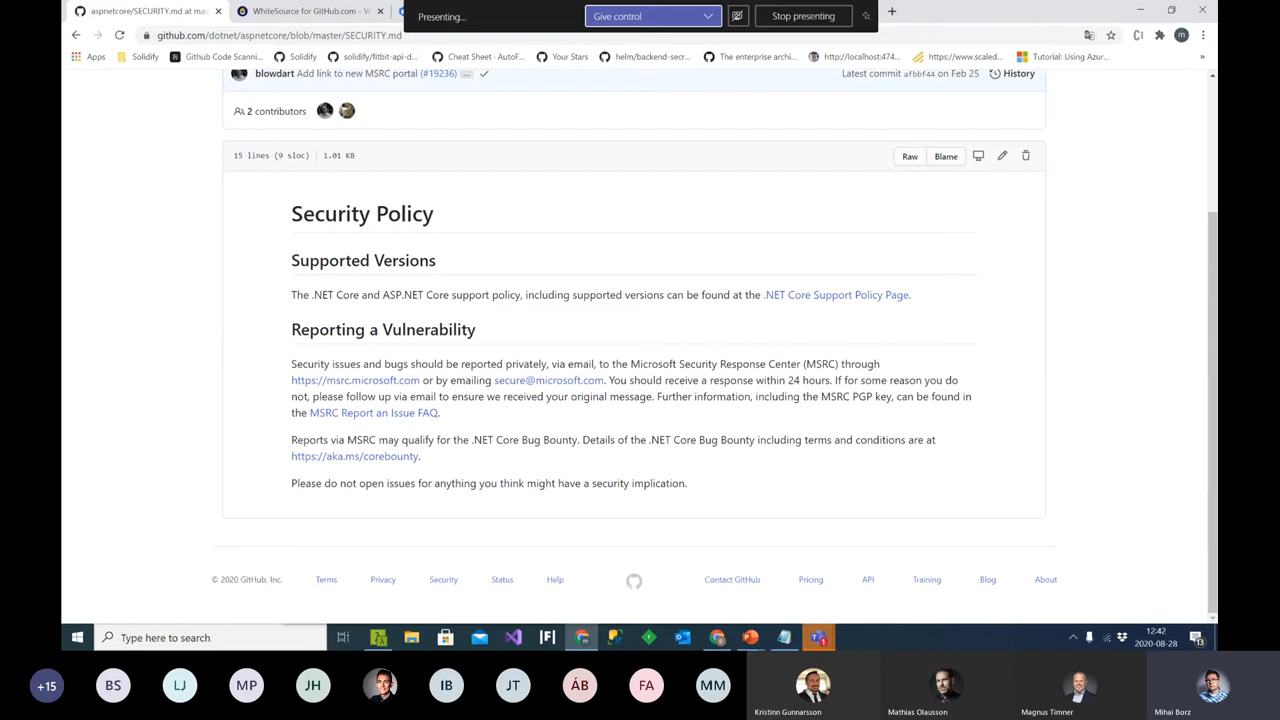 aspnetcore/SECURITY.md at mas
WhiteSource for GitHub.com - W
Presenting...
Give control
Stop presenting
github.com/dotnet/aspnetcore/blob/master/SECURITY.md
Apps
Solidify
Github Code Scanni...
Solidify
solidify/fitbit-api-d...
Cheat Sheet - AutoF...
Your Stars
helm/backend-secr...
The enterprise archi...
http://localhost:474...
https://www.scaled...
Tutorial: Using Azur...
»
blowdart Add link to new MSRC portal (#19236) ...
Latest commit afbbf44 on Feb 25
History
2 contributors
15 lines (9 sloc) 1.01 KB
Raw
Blame
Security Policy
Supported Versions
The .NET Core and ASP.NET Core support policy, including supported versions can be found at the .NET Core Support Policy Page.
Reporting a Vulnerability
Security issues and bugs should be reported privately, via email, to the Microsoft Security Response Center (MSRC) through
https://msrc.microsoft.com or by emailing secure@microsoft.com. You should receive a response within 24 hours. If for some reason you do
not, please follow up via email to ensure we received your original message. Further information, including the MSRC PGP key, can be found in
the MSRC Report an Issue FAQ.
Reports via MSRC may qualify for the .NET Core Bug Bounty. Details of the .NET Core Bug Bounty including terms and conditions are at
https://aka.ms/corebounty.
Please do not open issues for anything you think might have a security implication.
© 2020 GitHub, Inc.
Terms
Privacy
Security
Status
Help
Contact GitHub
Pricing
API
Training
Blog
About
Type here to search
12:42
2020-08-28
13
+15
BS
LJ
MP
JH
IB
JT
ÁB
FA
MM
Kristinn Gunnarsson
Mathias Olausson
Magnus Timner
Mihai Borz